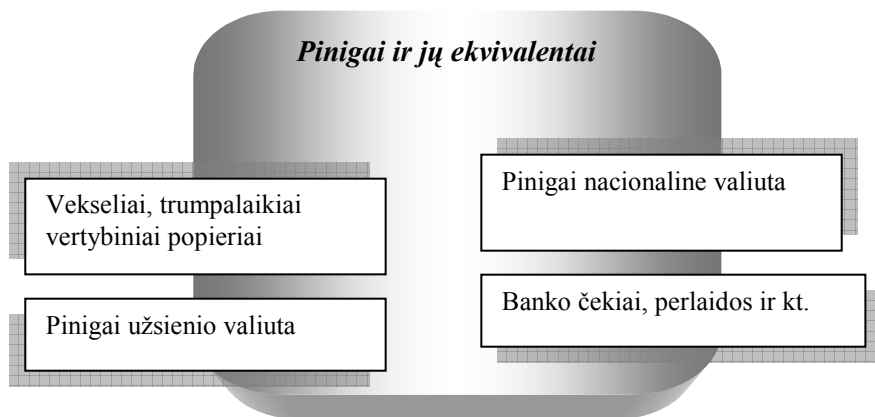 Pinigai ir jų ekvivalentai
Vekseliai, trumpalaikiai
vertybiniai popieriai
Pinigai užsienio valiuta
Pinigai nacionaline valiuta
Banko čekiai, perlaidos ir kt.